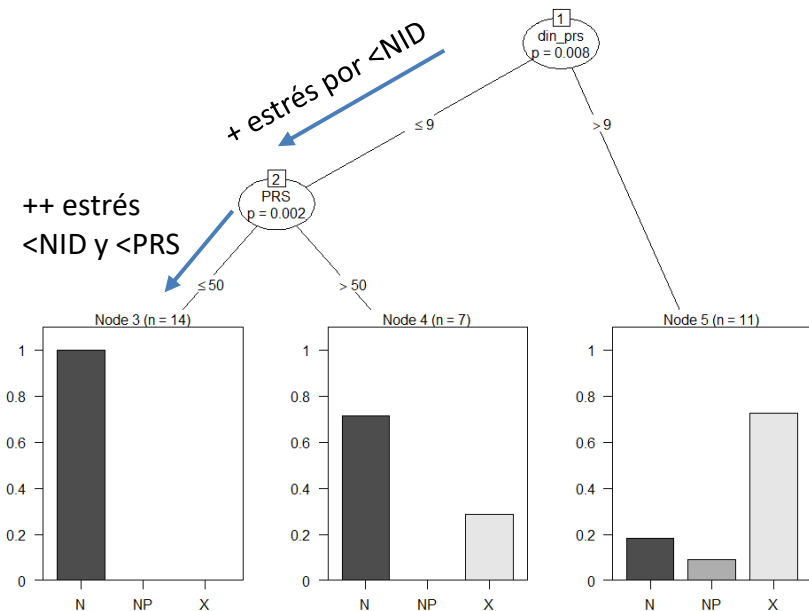 1
din_prs
p = 0.008
+ estrés por <NID
≤ 9
> 9
2
PRS
p = 0.002
++ estrés
<NID y <PRS
≤ 50
> 50
Node 3 (n = 14)
1
0.8
0.6
0.4
0.2
0
N NP X
Node 4 (n = 7)
1
0.8
0.6
0.4
0.2
0
N NP X
Node 5 (n = 11)
1
0.8
0.6
0.4
0.2
0
N NP X